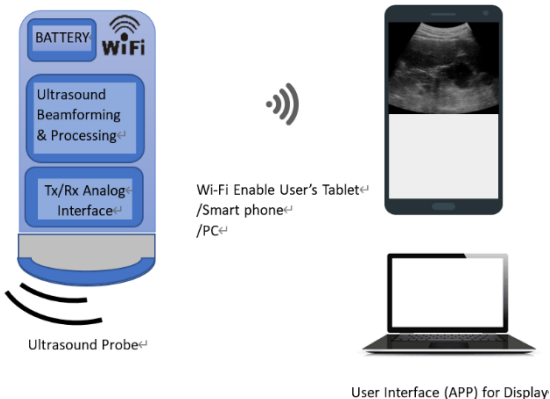 BATTERY
WiFi
Ultrasound
Beamforming
& Processing
Tx/Rx Analog
Interface
Wi-Fi Enable User's Tablet
/Smart phone
/PC
Ultrasound Probe
User Interface (APP) for Display